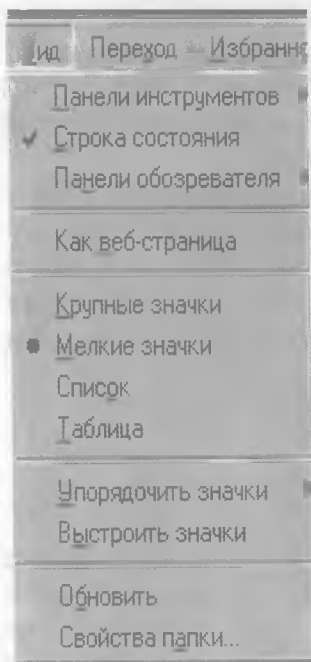 Вид Переход Избранн
Панели инструментов
Строка состояния
Панели обозревателя
Как веб-страница
Крупные значки
Мелкие значки
Список
Таблица
Упорядочить значки
Выстроить значки
Обновить
Свойства папки...